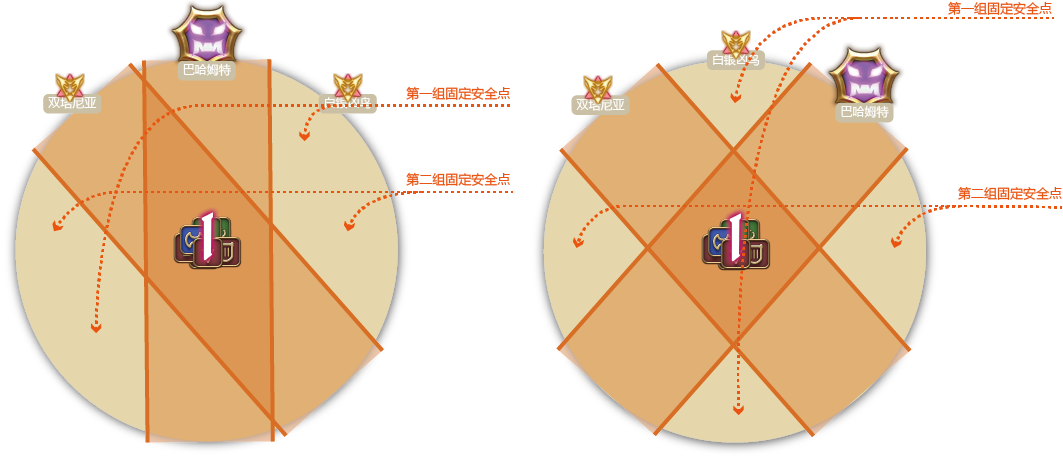 巴哈姆特
双塔尼亚
白银凶鸟
第一组固定安全点
第二组固定安全点
1
第一组固定安全点
白银凶鸟
双塔尼亚
巴哈姆特
第二组固定安全点
1